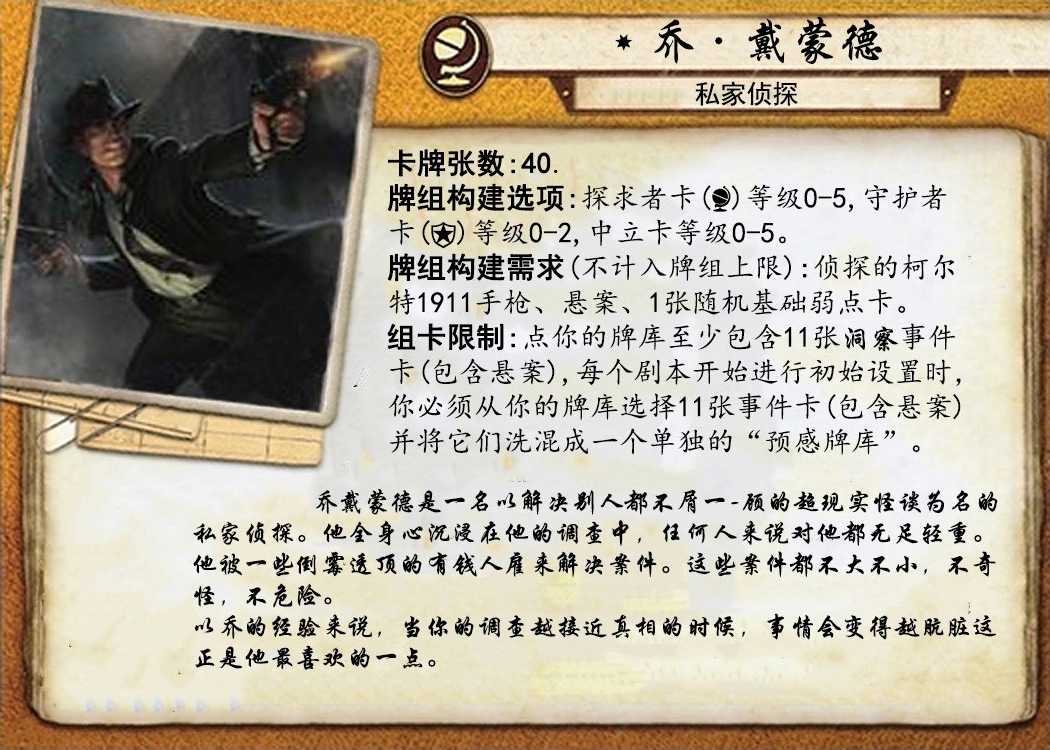 乔·戴蒙德
私家侦探
卡牌张数:40.
牌组构建选项:探求者卡()等级0-5,守护者
卡()等级0-2,中立卡等级0-5。
牌组构建需求(不计入牌组上限):侦探的柯尔
特1911手枪、悬案、1张随机基础弱点卡。
组卡限制:点你的牌库至少包含11张洞察事件
卡(包含悬案),每个剧本开始进行初始设置时,
你必须从你的牌库选择11张事件卡(包含悬案)
并将它们洗混成一个单独的“预感牌库”。
乔戴蒙德是一名以解决别人都不屑一-顾的超现实怪谈为名的
私家侦探。他全身心沉浸在他的调查中，任何人来说对他都无足轻重。
他被一些倒霉透顶的有钱人雇来解决案件。这些案件都不大不小，不奇
怪，不危险。
以乔的经验来说，当你的调查越接近真相的时候，事情会变得越肮脏这
正是他最喜欢的一点。